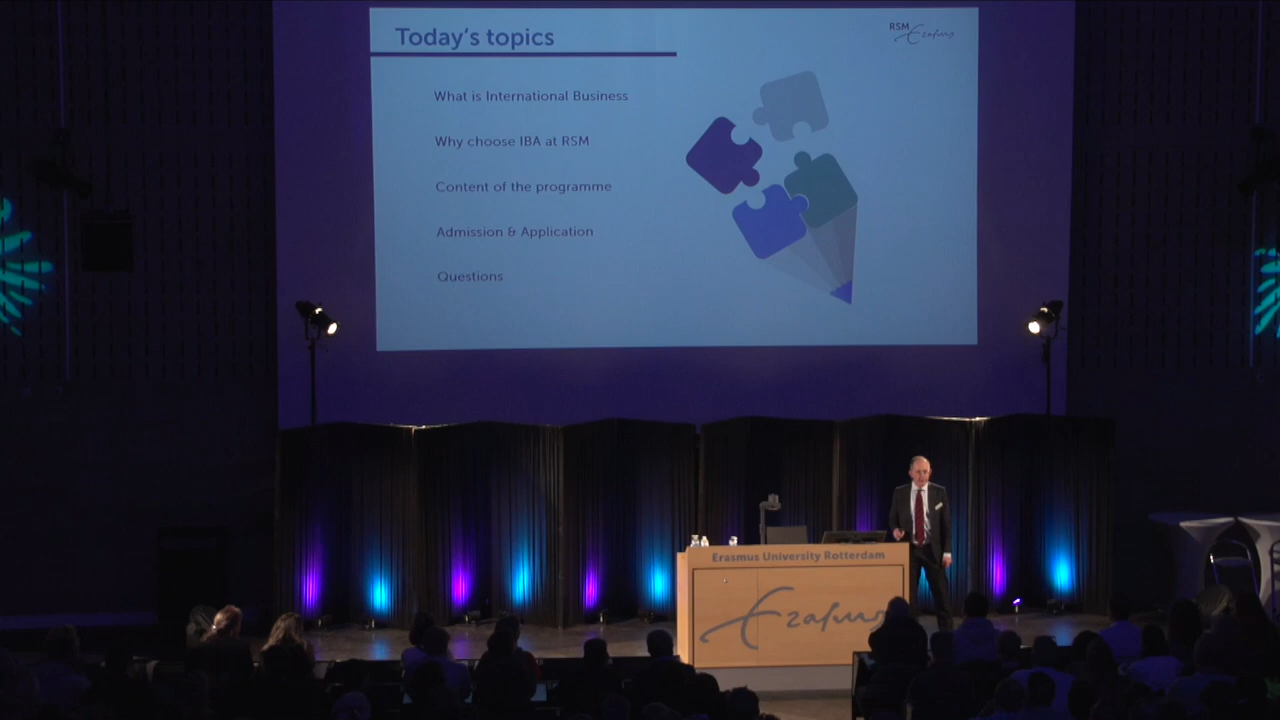 Today's topics
RSM
Erasmus
What is International Business
Why choose IBA at RSM
Content of the programme
Admission & Application
Questions
Erasmus University Rotterdam
Erasmus